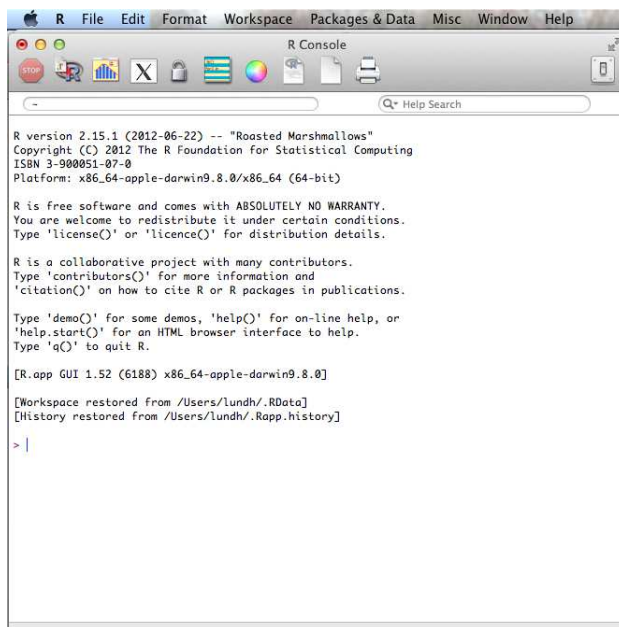 R File Edit Format Workspace Packages & Data Misc Window Help
R Console
STOP R X
~ Help Search
R version 2.15.1 (2012-06-22) -- "Roasted Marshmallows"
Copyright (C) 2012 The R Foundation for Statistical Computing
ISBN 3-900051-07-0
Platform: x86_64-apple-darwin9.8.0/x86_64 (64-bit)
R is free software and comes with ABSOLUTELY NO WARRANTY.
You are welcome to redistribute it under certain conditions.
Type 'license()' or 'licence()' for distribution details.
R is a collaborative project with many contributors.
Type 'contributors()' for more information and
'citation()' on how to cite R or R packages in publications.
Type 'demo()' for some demos, 'help()' for on-line help, or
'help.start()' for an HTML browser interface to help.
Type 'q()' to quit R.
[R.app GUI 1.52 (6188) x86_64-apple-darwin9.8.0]
[Workspace restored from /Users/lundh/.RData]
[History restored from /Users/lundh/.Rapp.history]
>